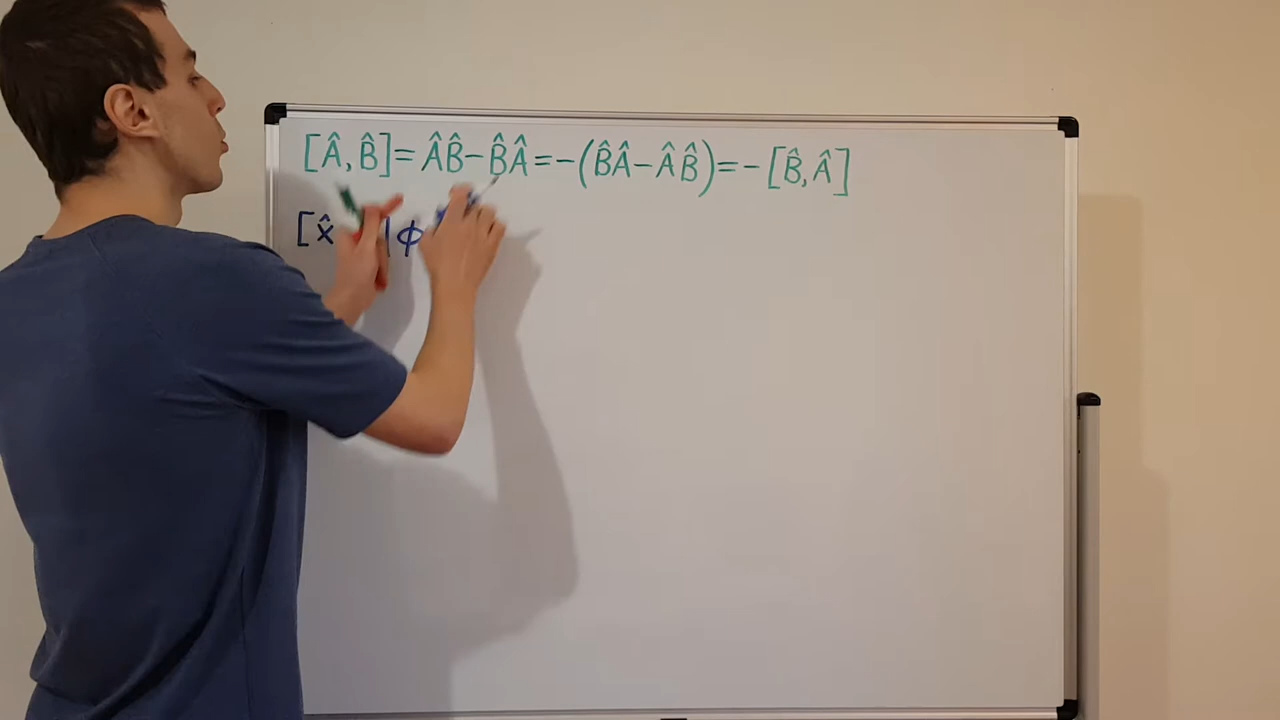 [Â, B̂] = ÂB̂ - B̂Â = -(B̂Â - ÂB̂) = -[B̂, Â]
[x̂ |ϕ